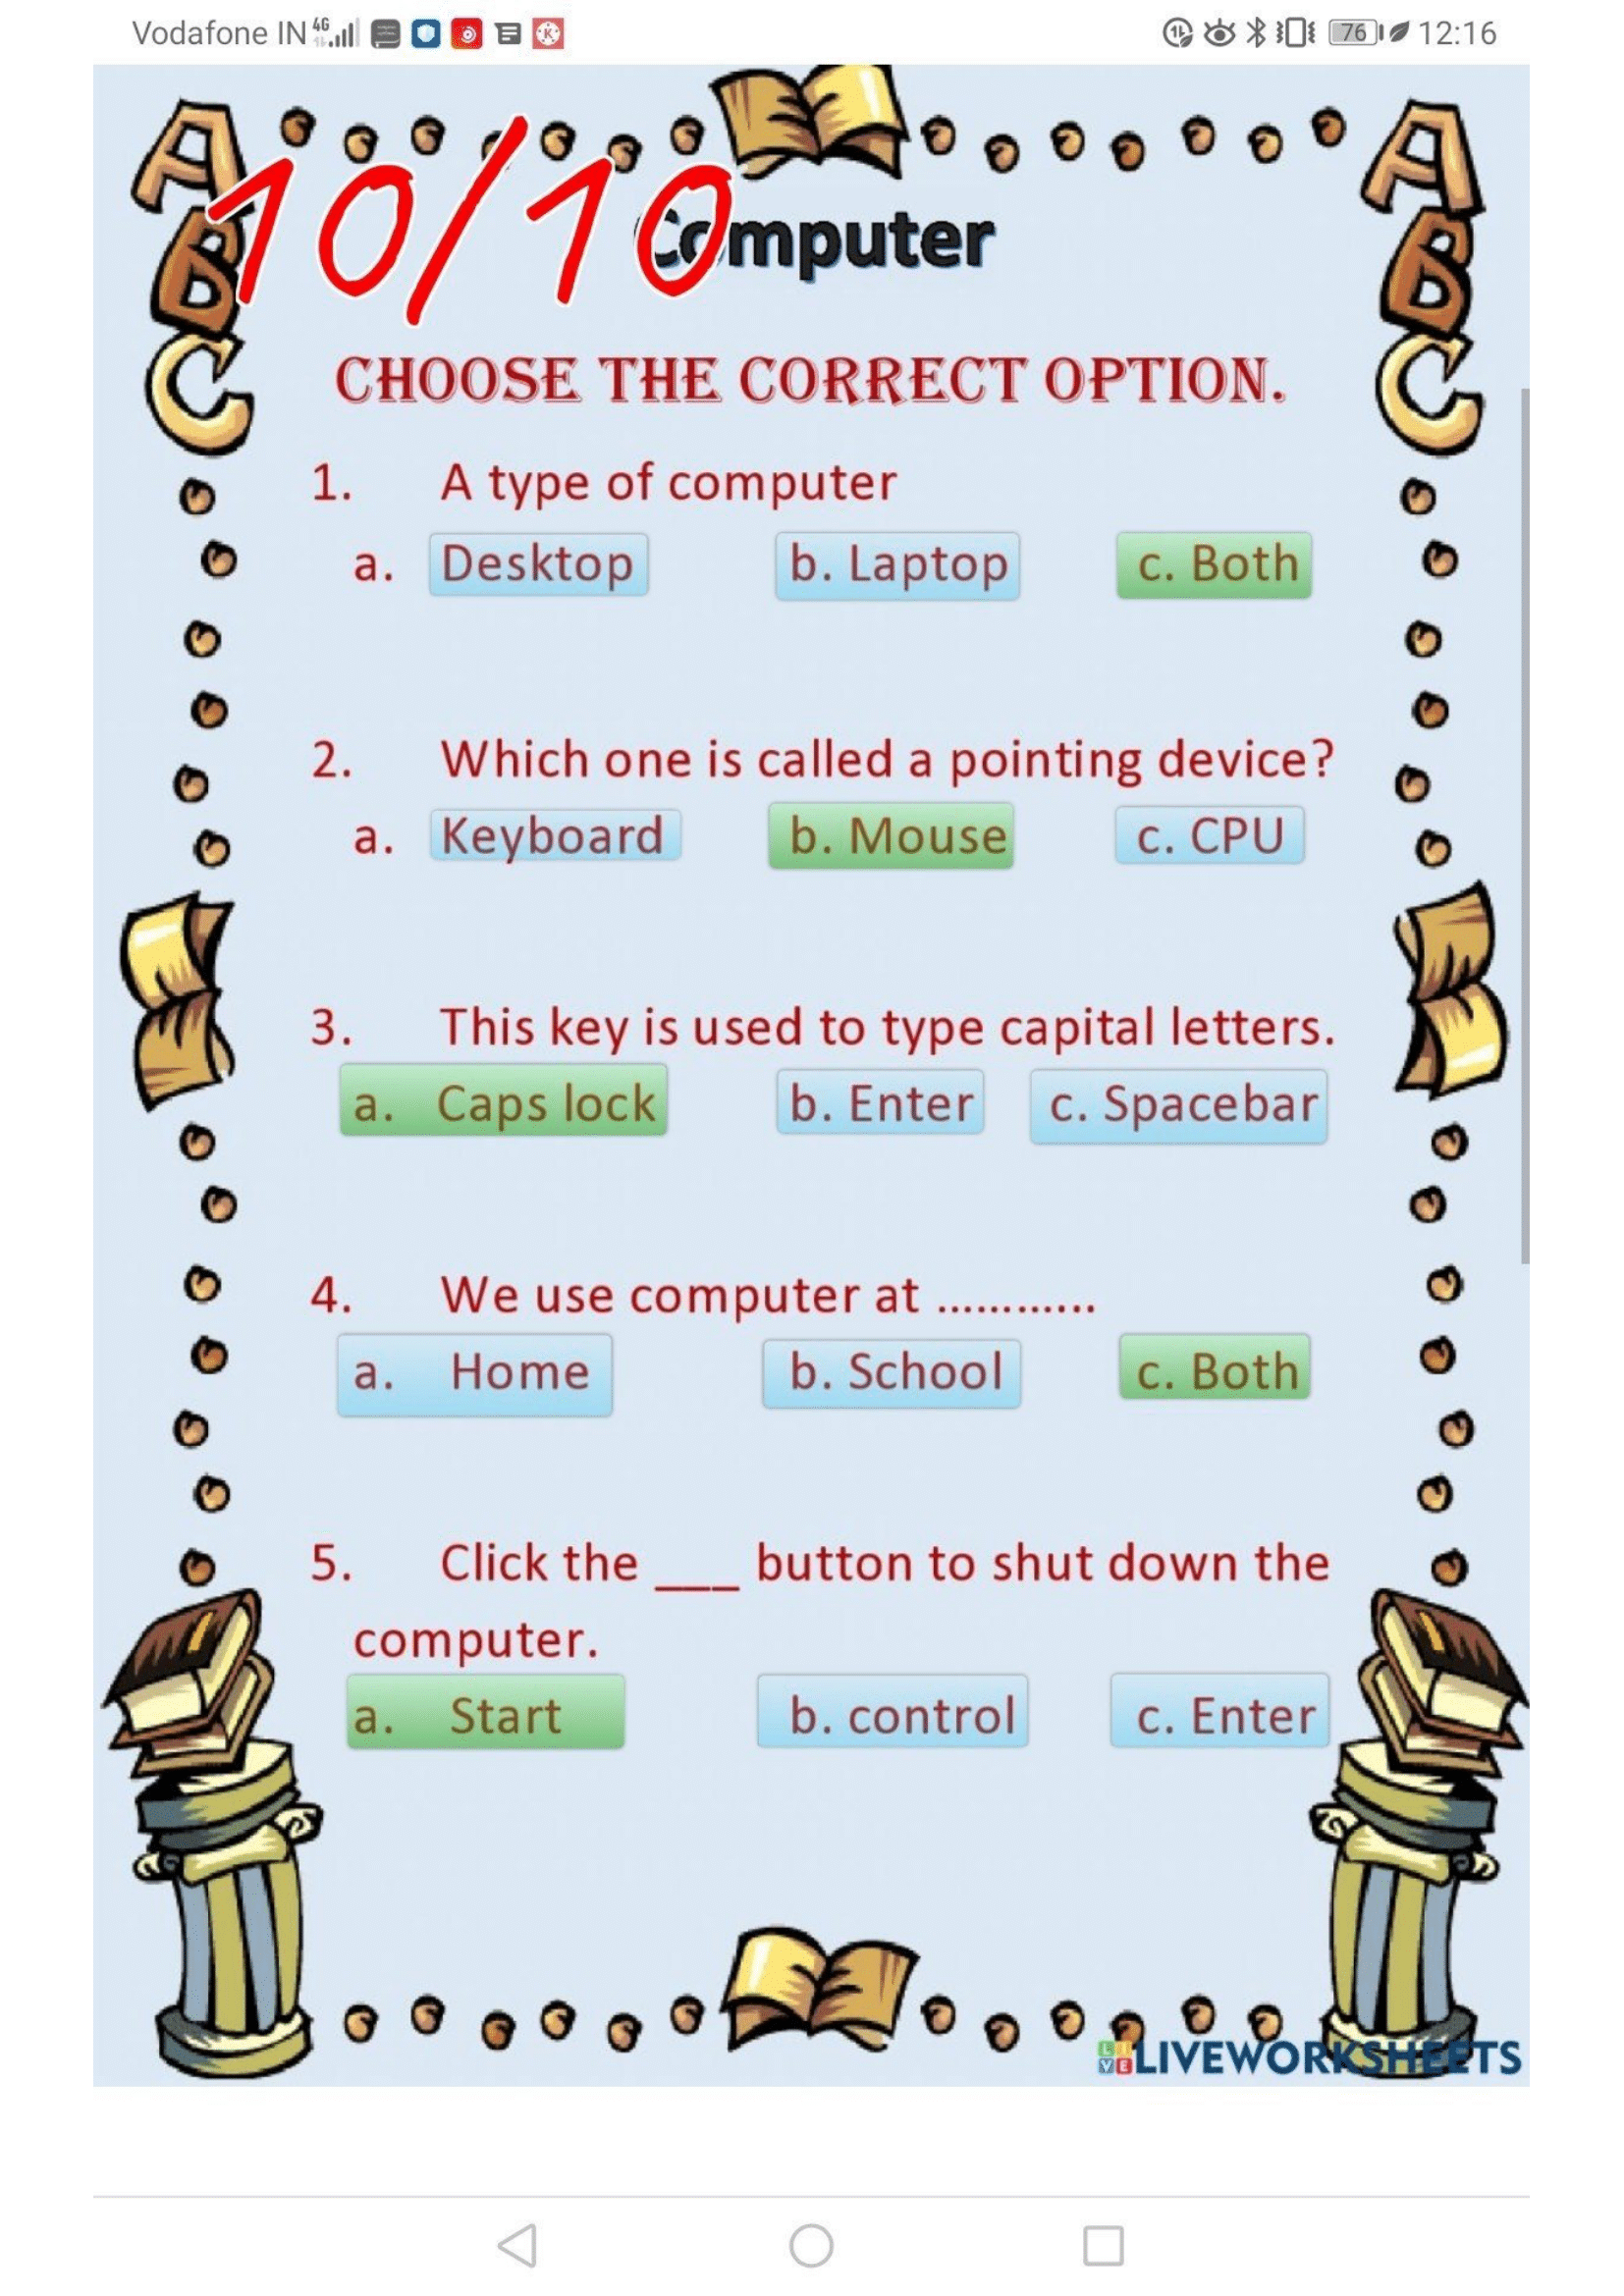 Vodafone IN 4G 76 12:16
10/10
Computer
CHOOSE THE CORRECT OPTION.
1. A type of computer
a. Desktop b. Laptop c. Both
2. Which one is called a pointing device?
a. Keyboard b. Mouse c. CPU
3. This key is used to type capital letters.
a. Caps lock b. Enter c. Spacebar
4. We use computer at ............
a. Home b. School c. Both
5. Click the ___ button to shut down the
computer.
a. Start b. control c. Enter
LIVEWORKSHEETS